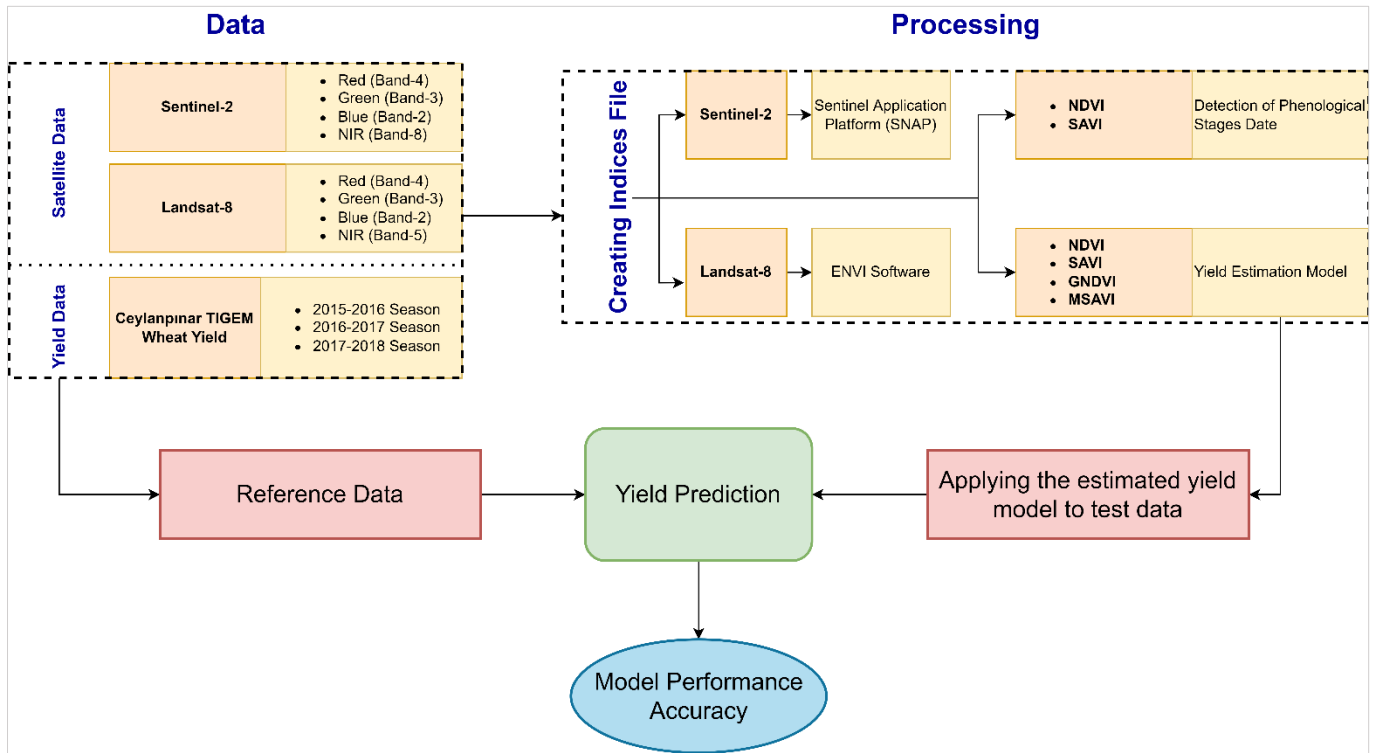 Data
Processing
Satellite Data
Sentinel-2
• Red (Band-4)
• Green (Band-3)
• Blue (Band-2)
• NIR (Band-8)
Landsat-8
• Red (Band-4)
• Green (Band-3)
• Blue (Band-2)
• NIR (Band-5)
Yield Data
Ceylanpınar TIGEM
Wheat Yield
• 2015-2016 Season
• 2016-2017 Season
• 2017-2018 Season
Creating Indices File
Sentinel-2
Sentinel Application
Platform (SNAP)
Landsat-8
ENVI Software
• NDVI
• SAVI
Detection of Phenological
Stages Date
• NDVI
• SAVI
• GNDVI
• MSAVI
Yield Estimation Model
Reference Data
Yield Prediction
Applying the estimated yield
model to test data
Model Performance
Accuracy